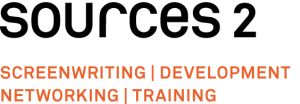 sources 2
SCREENWRITING | DEVELOPMENT
NETWORKING | TRAINING